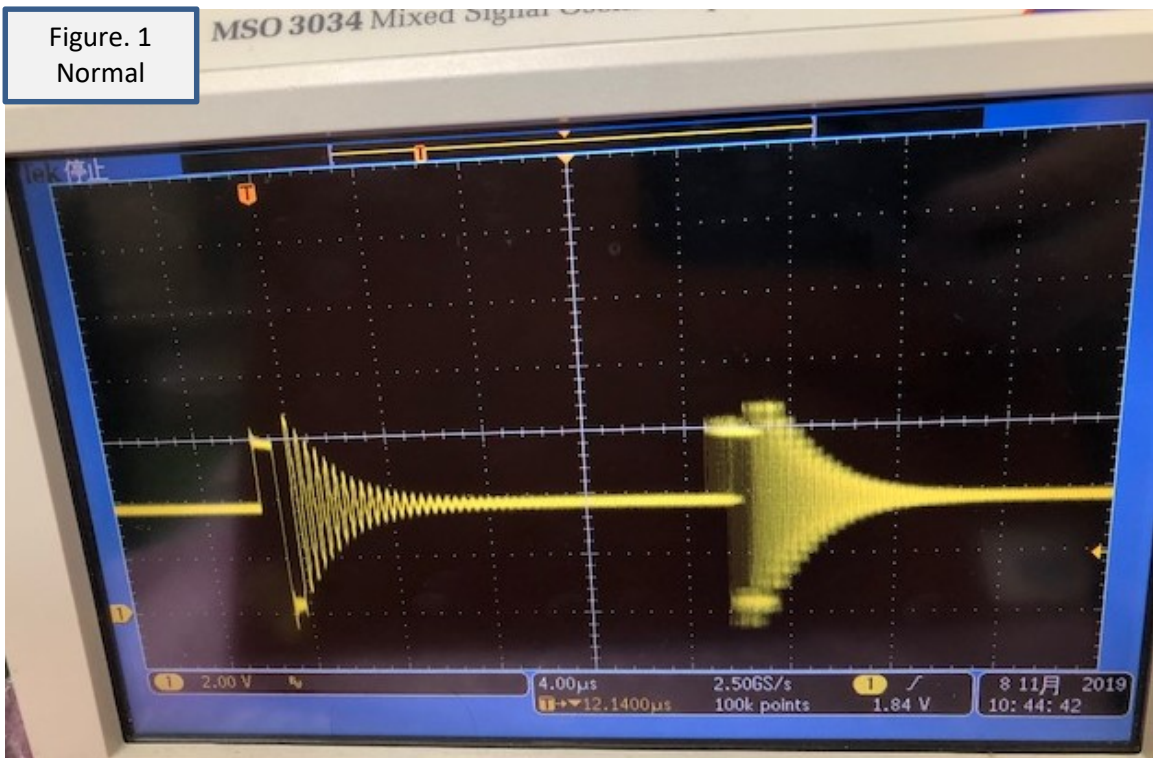 Figure. 1
Normal
MSO 3034 Mixed Signal
Tek 停止
T
T
1
1 2.00 V
4.00μs 2.50GS/s 1 8 11月 2019
T→▼12.1400μs 100k points 1.84 V 10:44:42